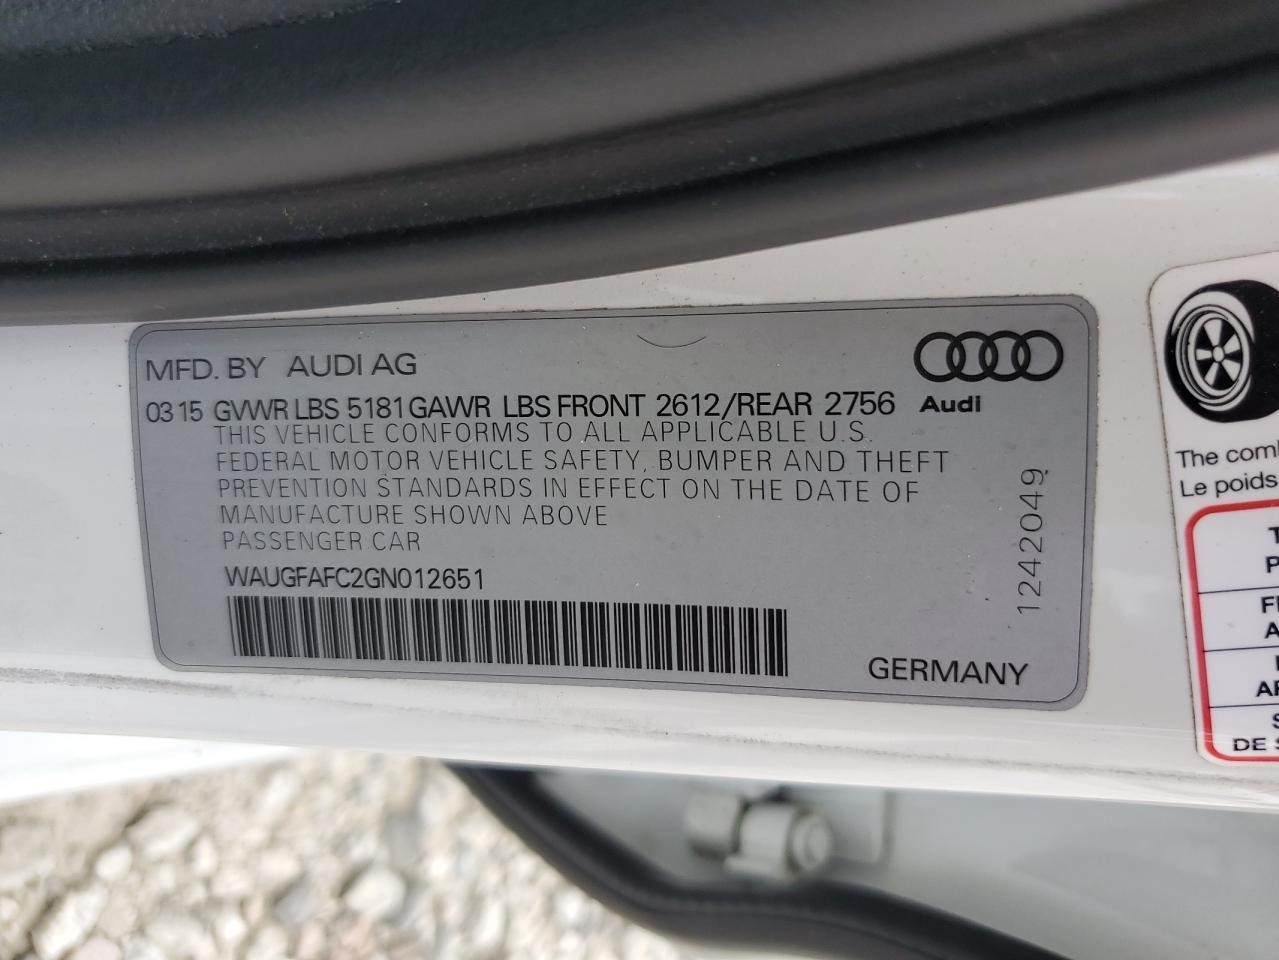 MFD. BY AUDI AG
03 15 GVWR LBS 5181 GAWR LBS FRONT 2612/REAR 2756
Audi
THIS VEHICLE CONFORMS TO ALL APPLICABLE U.S.
FEDERAL MOTOR VEHICLE SAFETY, BUMPER AND THEFT
PREVENTION STANDARDS IN EFFECT ON THE DATE OF
MANUFACTURE SHOWN ABOVE
PASSENGER CAR
WAUGFAFC2GN012651
GERMANY
1242049
The
Le poids
DE